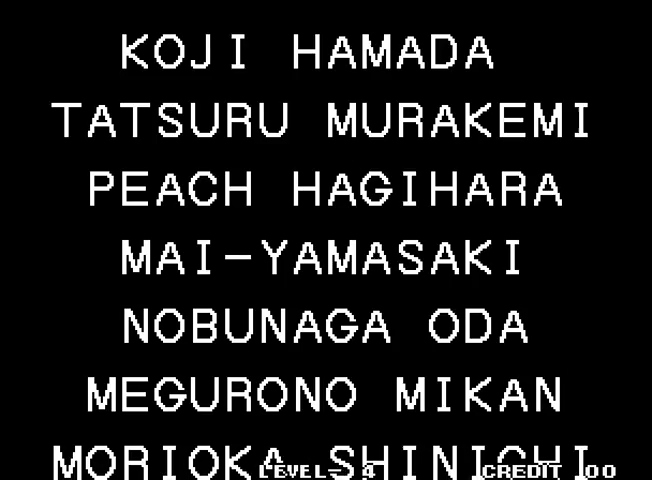 KOJI HAMADA
TATSURU MURAKEMI
PEACH HAGIHARA
MAI-YAMASAKI
NOBUNAGA ODA
MEGURONO MIKAN
MORIOKA SHINICHI
LEVEL-4 CREDIT 00